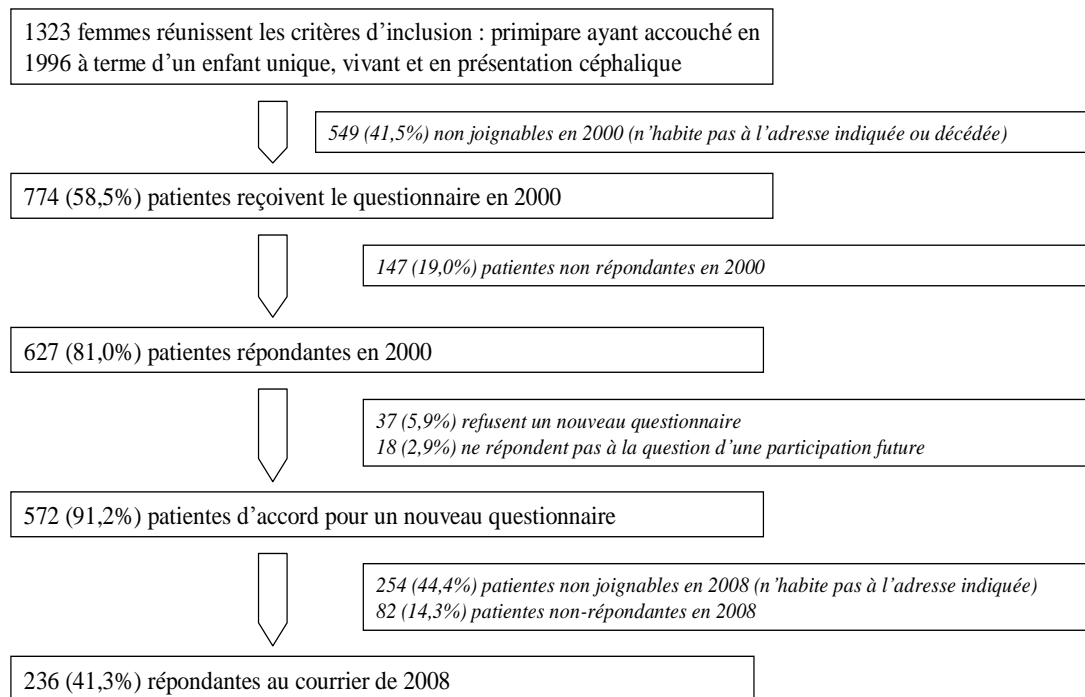 1323 femmes réunissent les critères d’inclusion : primipare ayant accouché en
1996 à terme d’un enfant unique, vivant et en présentation céphalique
549 (41,5%) non joignables en 2000 (n’habite pas à l’adresse indiquée ou décédée)
774 (58,5%) patientes reçoivent le questionnaire en 2000
147 (19,0%) patientes non répondantes en 2000
627 (81,0%) patientes répondantes en 2000
37 (5,9%) refusent un nouveau questionnaire
18 (2,9%) ne répondent pas à la question d’une participation future
572 (91,2%) patientes d’accord pour un nouveau questionnaire
254 (44,4%) patientes non joignables en 2008 (n’habite pas à l’adresse indiquée)
82 (14,3%) patientes non-répondantes en 2008
236 (41,3%) répondantes au courrier de 2008